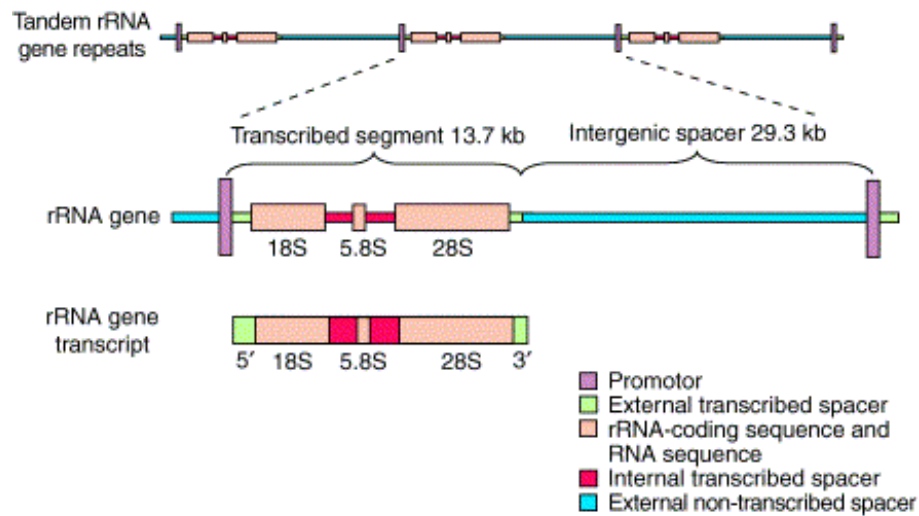 Tandem rRNA
gene repeats
Transcribed segment 13.7 kb
Intergenic spacer 29.3 kb
rRNA gene
18S
5.8S
28S
rRNA gene
transcript
5′
18S
5.8S
28S
3′
Promotor
External transcribed spacer
rRNA-coding sequence and
RNA sequence
Internal transcribed spacer
External non-transcribed spacer